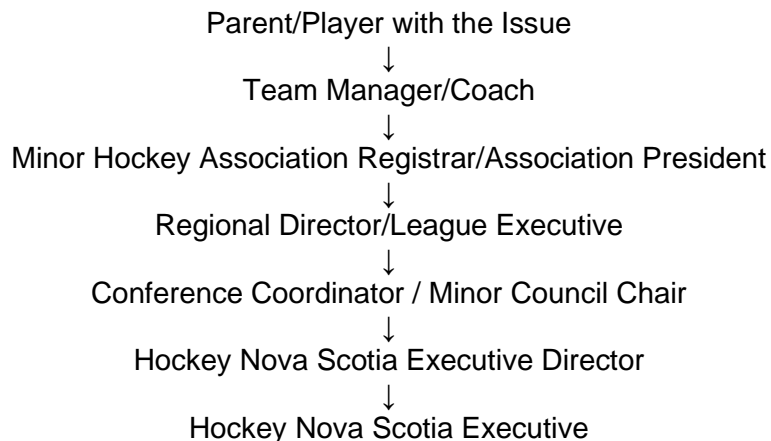 Parent/Player with the Issue
↓
Team Manager/Coach
↓
Minor Hockey Association Registrar/Association President
↓
Regional Director/League Executive
↓
Conference Coordinator / Minor Council Chair
↓
Hockey Nova Scotia Executive Director
↓
Hockey Nova Scotia Executive